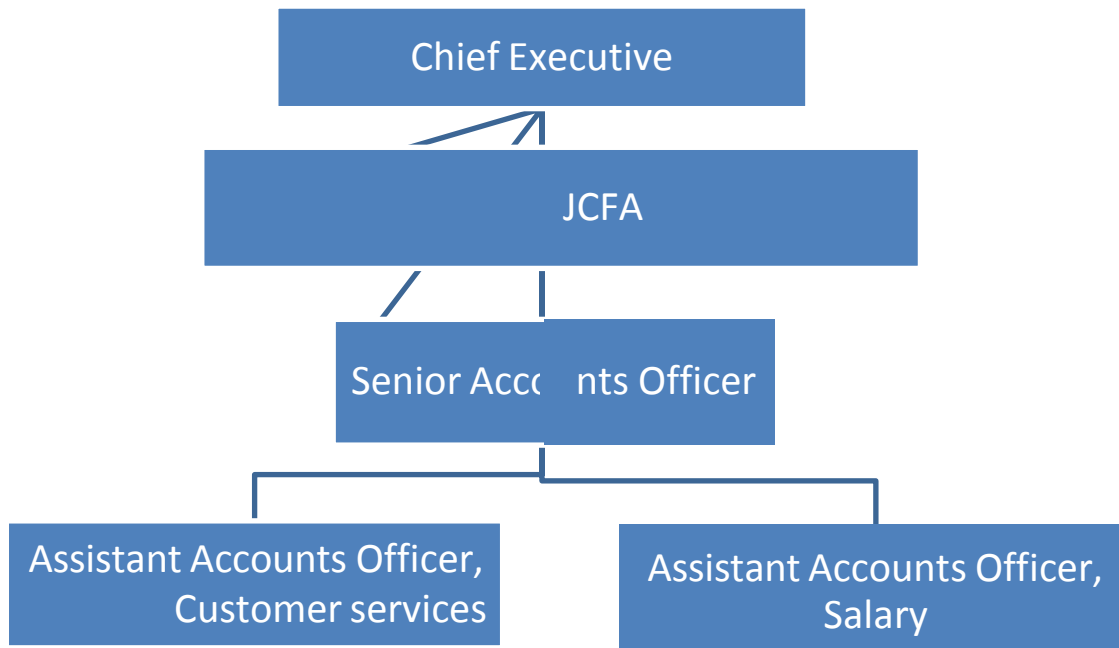 Chief Executive
JCFA
Senior Acc nts Officer
Assistant Accounts Officer,
Customer services
Assistant Accounts Officer,
Salary